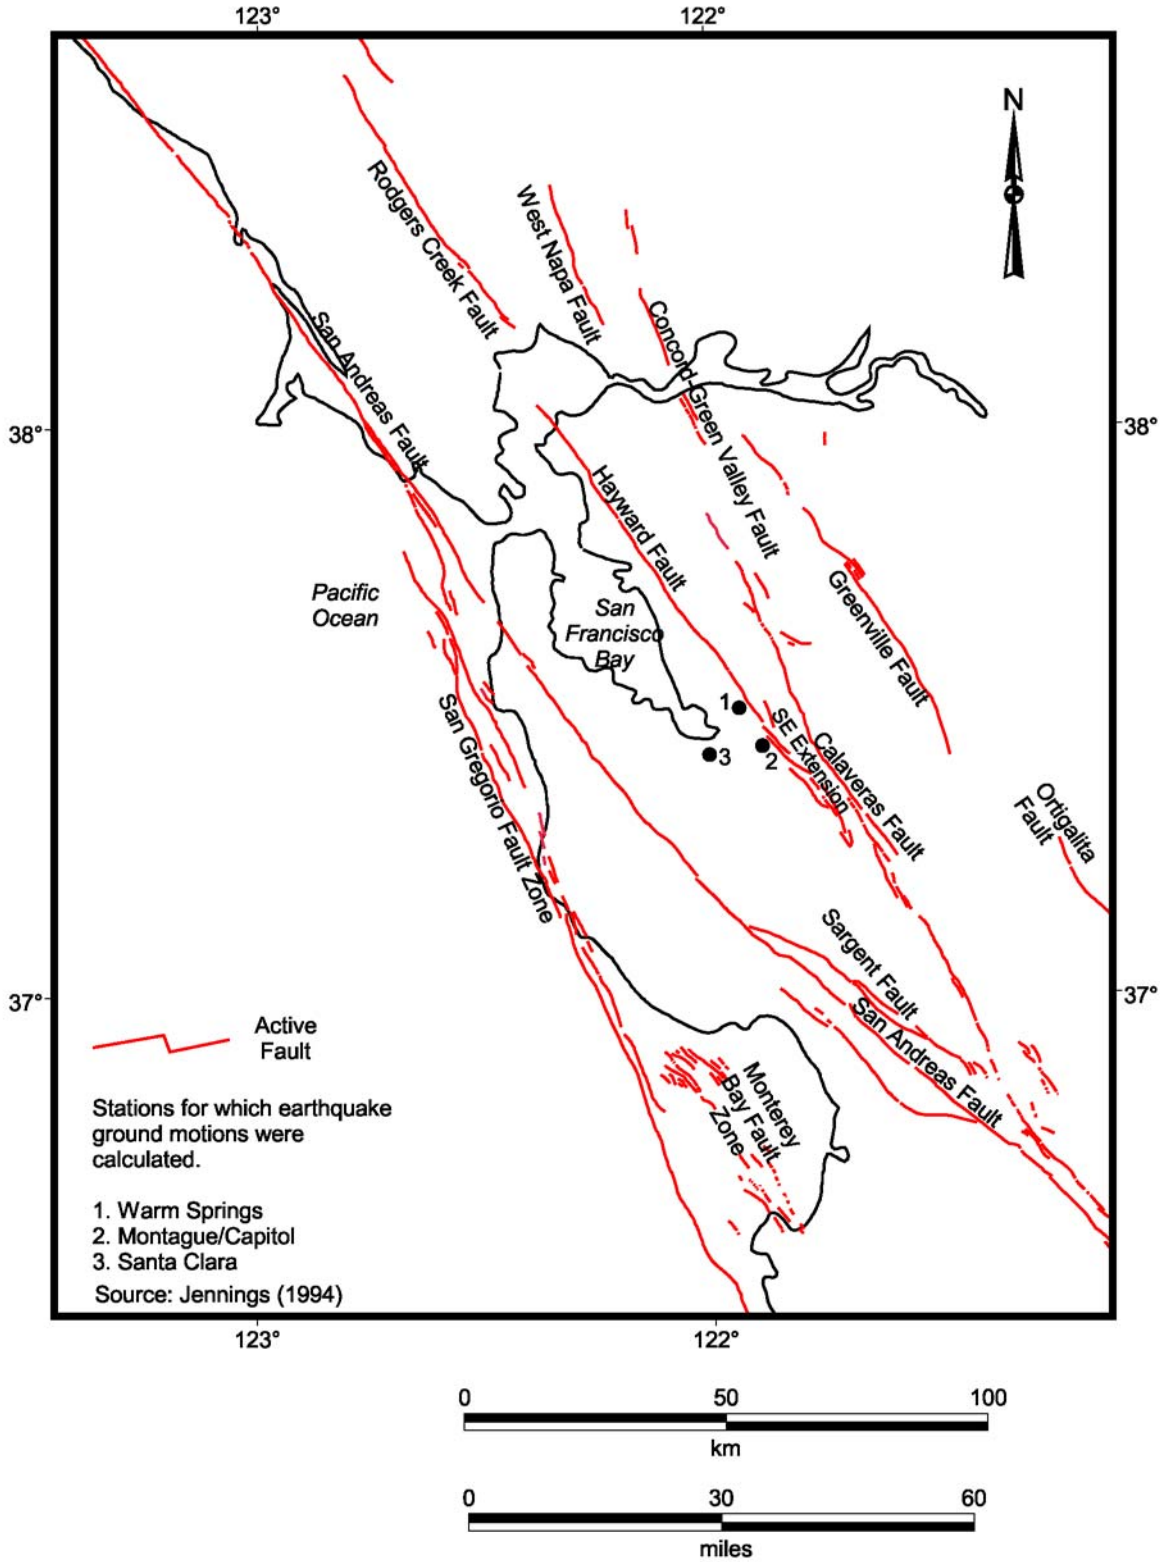 123°
122°
N
Rodgers Creek Fault
West Napa Fault
Concord-Green Valley Fault
San Andreas Fault
38°
38°
Hayward Fault
Pacific
Ocean
San
Francisco
Bay
Greenville Fault
1
2
3
SE Extension
Calaveras Fault
San Gregorio Fault Zone
Ortigalita
Fault
Sargent Fault
San Andreas Fault
37°
37°
Monterey
Bay Fault
Zone
Active
Fault
Stations for which earthquake
ground motions were
calculated.
1. Warm Springs
2. Montague/Capitol
3. Santa Clara
Source: Jennings (1994)
123°
122°
0 50 100
km
0 30 60
miles